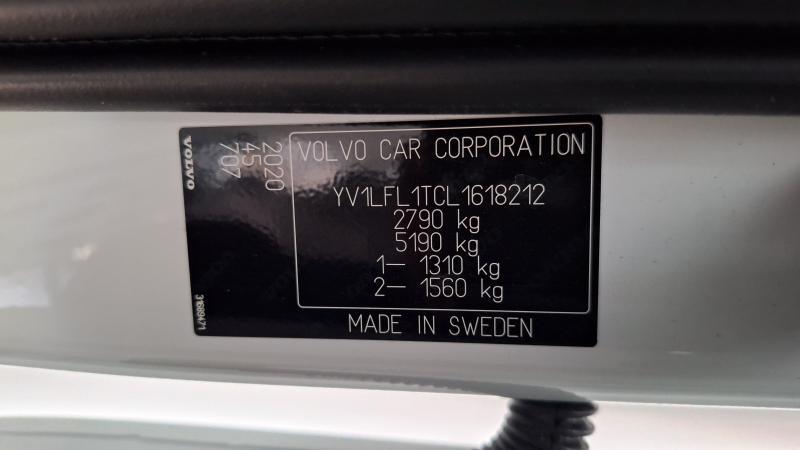 VOLVO
2020
45
707
31689471
VOLVO CAR CORPORATION
YV1LFL1TCL1618212
2790 kg
5190 kg
1— 1310 kg
2— 1560 kg
MADE IN SWEDEN